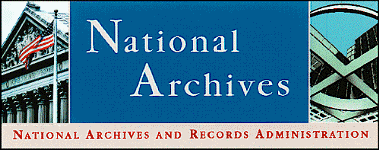 National
Archives
NATIONAL ARCHIVES AND RECORDS ADMINISTRATION